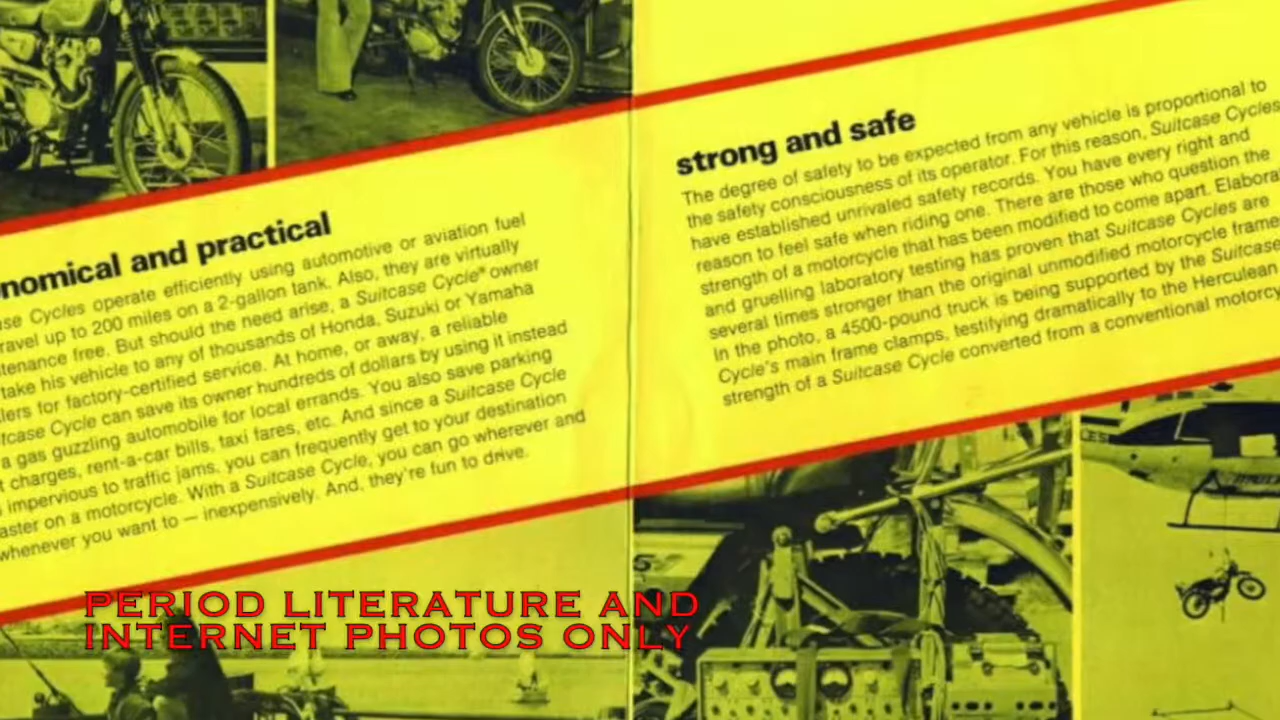 nomical and practical
se Cycles operate efficiently using automotive or aviation fuel
ravel up to 200 miles on a 2-gallon tank. Also, they are virtually
tenance free. But should the need arise, a Suitcase Cycle® owner
take his vehicle to any of thousands of Honda, Suzuki or Yamaha
lers for factory-certified service. At home, or away, a reliable
tcase Cycle can save its owner hundreds of dollars by using it instead
a gas guzzling automobile for local errands. You also save parking
t charges, rent-a-car bills, taxi fares, etc. And since a Suitcase Cycle
impervious to traffic jams, you can frequently get to your destination
aster on a motorcycle. With a Suitcase Cycle, you can go wherever and
whenever you want to — inexpensively. And, they're fun to drive.
strong and safe
The degree of safety to be expected from any vehicle is proportional to
the safety consciousness of its operator. For this reason, Suitcase Cycles
have established unrivaled safety records. You have every right and
reason to feel safe when riding one. There are those who question the
strength of a motorcycle that has been modified to come apart. Elabora
and gruelling laboratory testing has proven that Suitcase Cycles are
several times stronger than the original unmodified motorcycle frame
In the photo, a 4500-pound truck is being supported by the Suitcase
Cycle's main frame clamps, testifying dramatically to the Herculean
strength of a Suitcase Cycle converted from a conventional motorcy
PERIOD LITERATURE AND
INTERNET PHOTOS ONLY